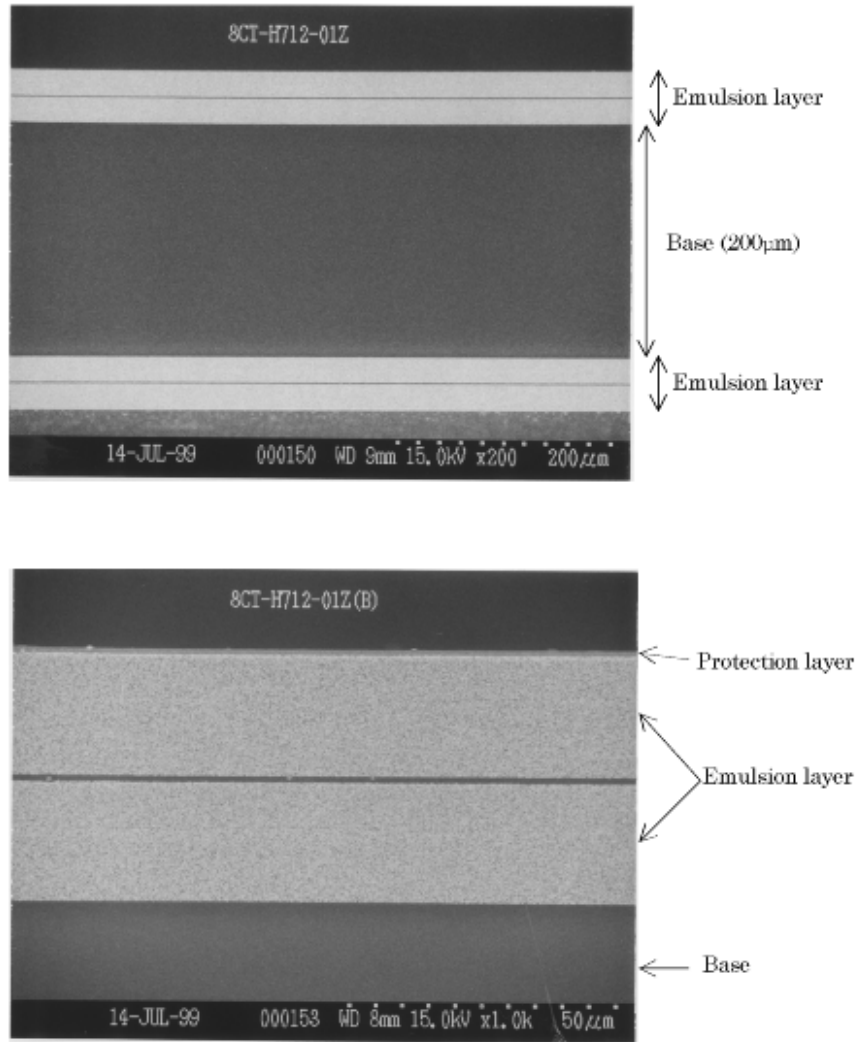 8CT-H712-01Z
Emulsion layer
Base (200µm)
Emulsion layer
14-JUL-99 000150 WD 9mm 15.0kV x200 200µm
8CT-H712-01Z(B)
Protection layer
Emulsion layer
Base
14-JUL-99 000153 WD 8mm 15.0kV x1.0k 50µm